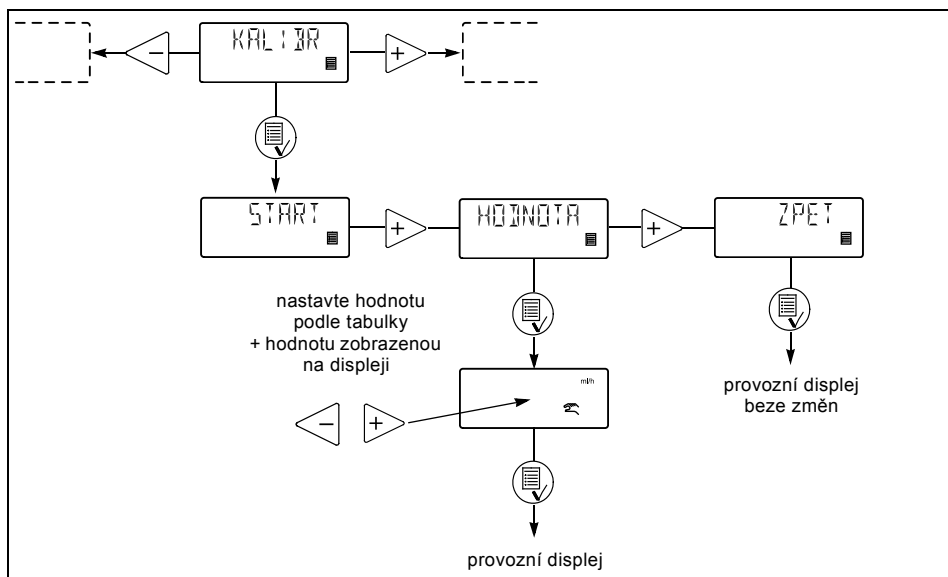 KALIBR
START
HODNOTA
ZPET
nastavte hodnotu
podle tabulky
+ hodnotu zobrazenou
na displeji
ml/h
provozní displej
beze změn
provozní displej